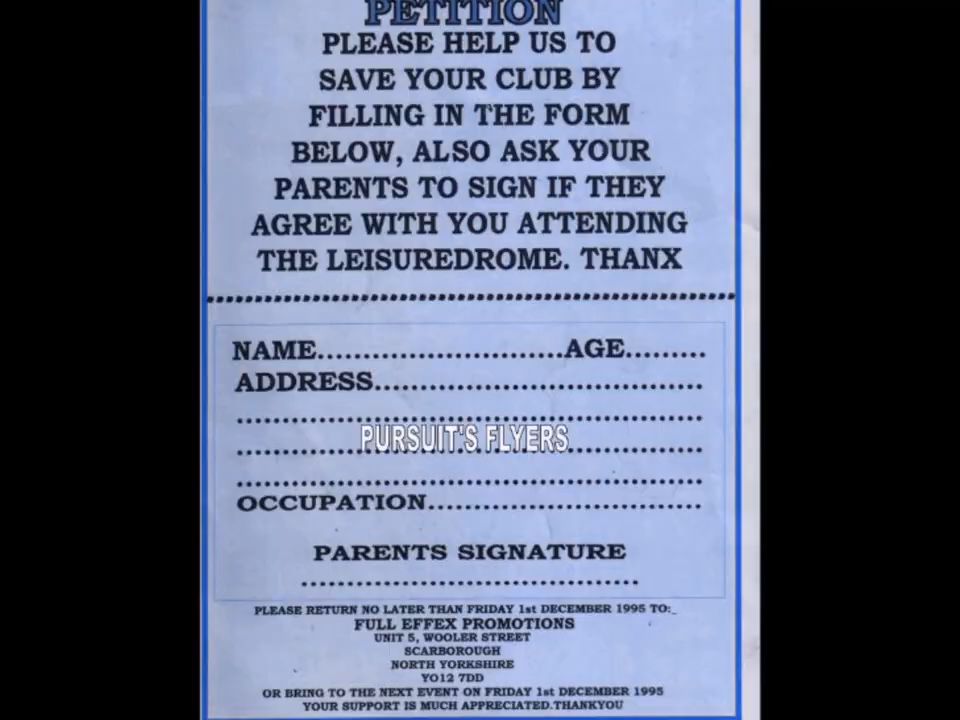 PETITION
PLEASE HELP US TO
SAVE YOUR CLUB BY
FILLING IN THE FORM
BELOW, ALSO ASK YOUR
PARENTS TO SIGN IF THEY
AGREE WITH YOU ATTENDING
THE LEISUREDROME. THANX
NAME...........................AGE.........
ADDRESS....................................
PURSUIT'S FLYERS
OCCUPATION..............................
PARENTS SIGNATURE
....................................
PLEASE RETURN NO LATER THAN FRIDAY 1st DECEMBER 1995 TO:_
FULL EFFEX PROMOTIONS
UNIT 5, WOOLER STREET
SCARBOROUGH
NORTH YORKSHIRE
YO12 7DD
OR BRING TO THE NEXT EVENT ON FRIDAY 1st DECEMBER 1995
YOUR SUPPORT IS MUCH APPRECIATED.THANKYOU